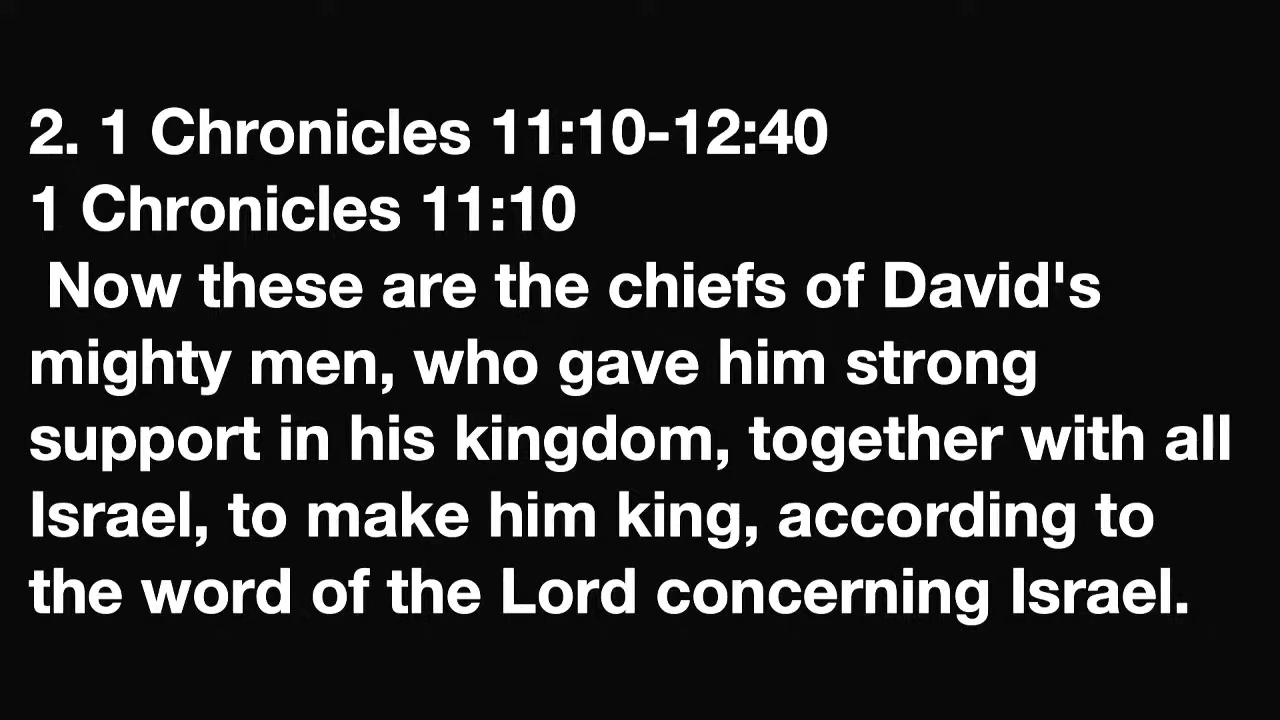 2. 1 Chronicles 11:10-12:40
1 Chronicles 11:10
Now these are the chiefs of David's
mighty men, who gave him strong
support in his kingdom, together with all
Israel, to make him king, according to
the word of the Lord concerning Israel.